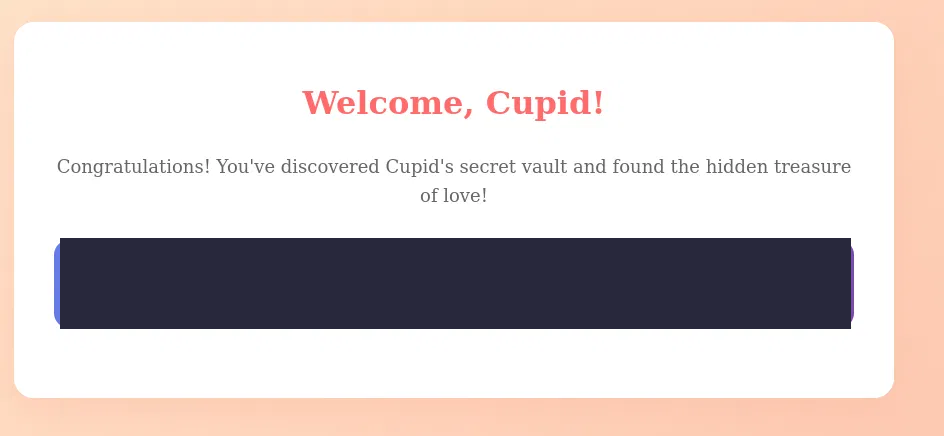 Welcome, Cupid!
Congratulations! You've discovered Cupid's secret vault and found the hidden treasure
of love!